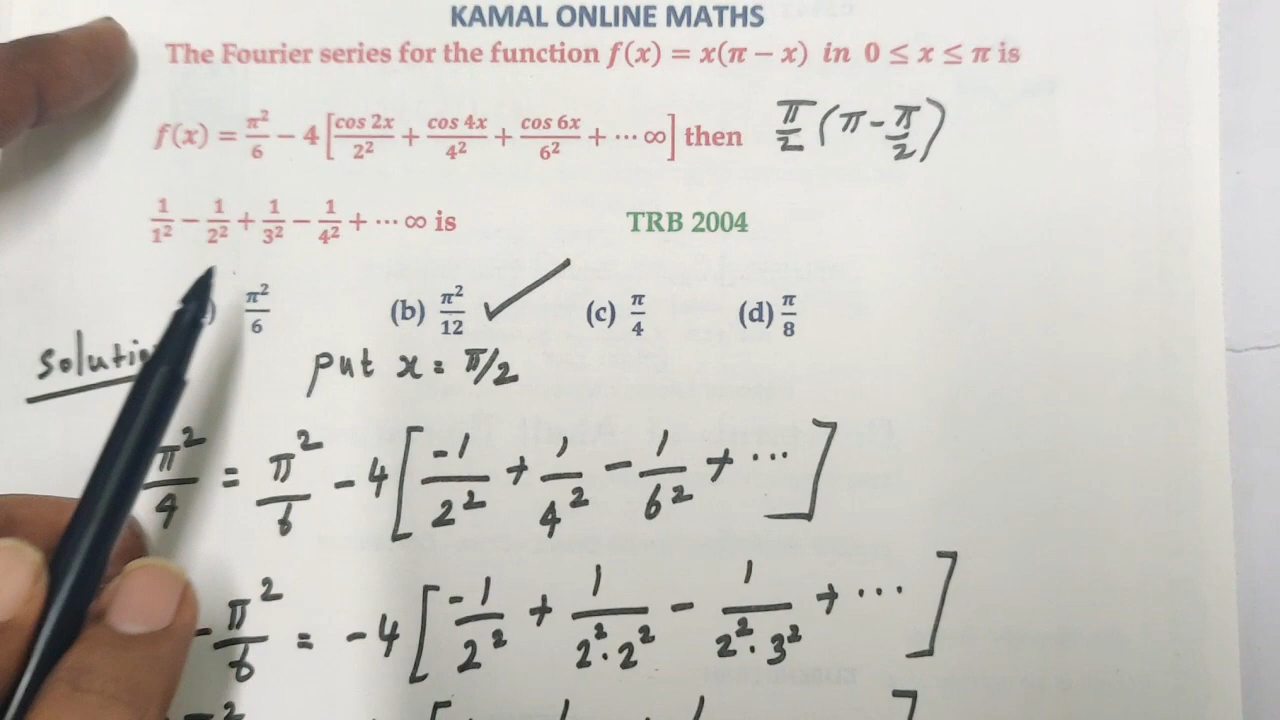 KAMAL ONLINE MATHS
The Fourier series for the function f(x) = x(π − x) in 0 ≤ x ≤ π is
f(x) = π²/6 − 4 [cos 2x/2² + cos 4x/4² + cos 6x/6² + ⋯ ∞] then π/2 (π − π/2)
1/1² − 1/2² + 1/3² − 1/4² + ⋯ ∞ is TRB 2004
) π²/6 (b) π²/12 ✓ (c) π/4 (d) π/8
Solution put x = π/2
π²/4 = π²/6 − 4 [−1/2² + 1/4² − 1/6² + ⋯]
− π²/6 = −4 [−1/2² + 1/2²·2² − 1/2²·3² + ⋯]